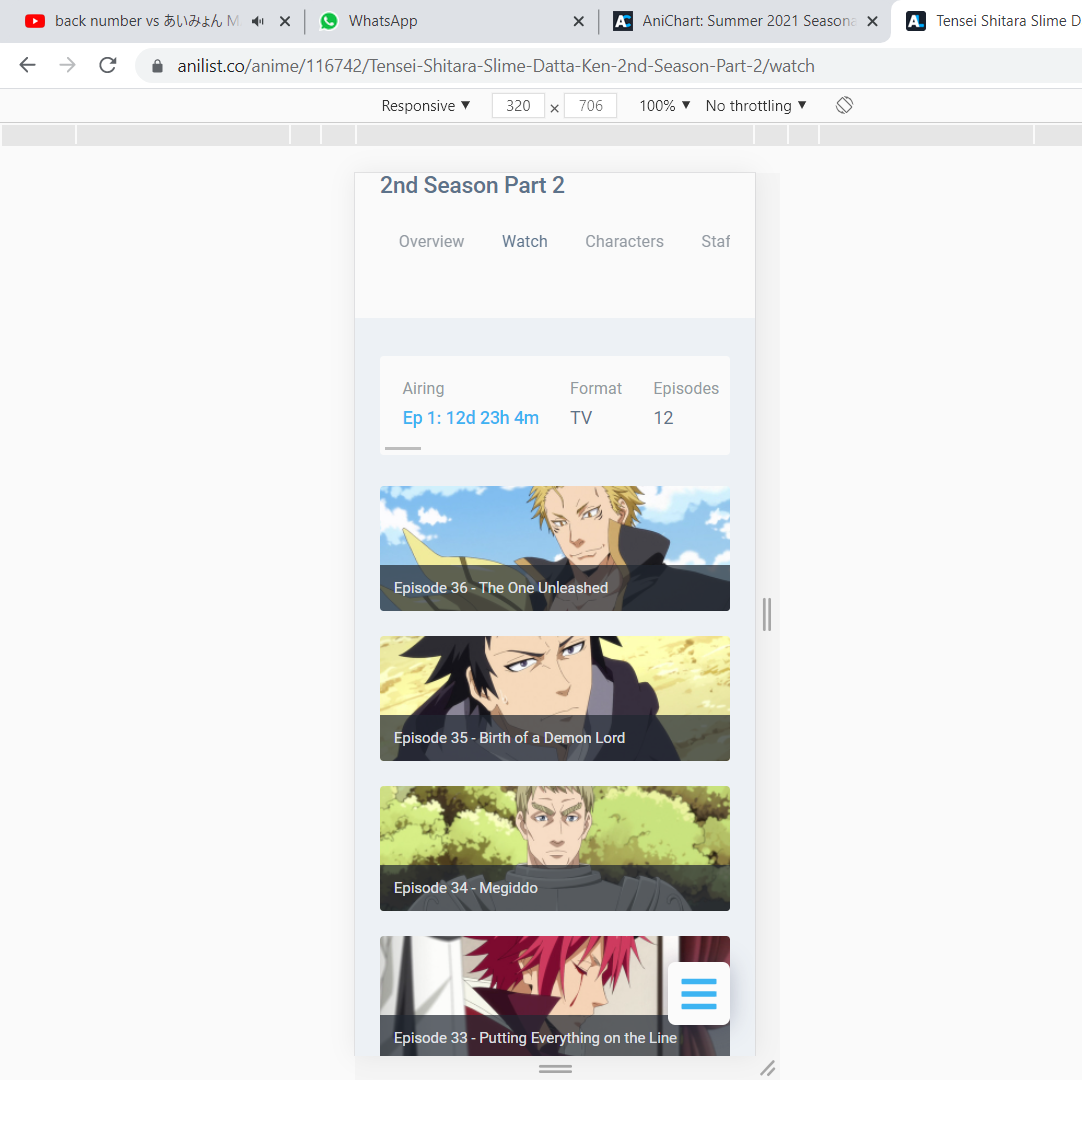 back number vs あいみょん M
WhatsApp
AniChart: Summer 2021 Seasona
Tensei Shitara Slime D
anilist.co/anime/116742/Tensei-Shitara-Slime-Datta-Ken-2nd-Season-Part-2/watch
Responsive ▼ 320 × 706 100% ▼ No throttling ▼
2nd Season Part 2
Overview Watch Characters Staf
Airing Format Episodes
Ep 1: 12d 23h 4m TV 12
Episode 36 - The One Unleashed
Episode 35 - Birth of a Demon Lord
Episode 34 - Megiddo
Episode 33 - Putting Everything on the Line